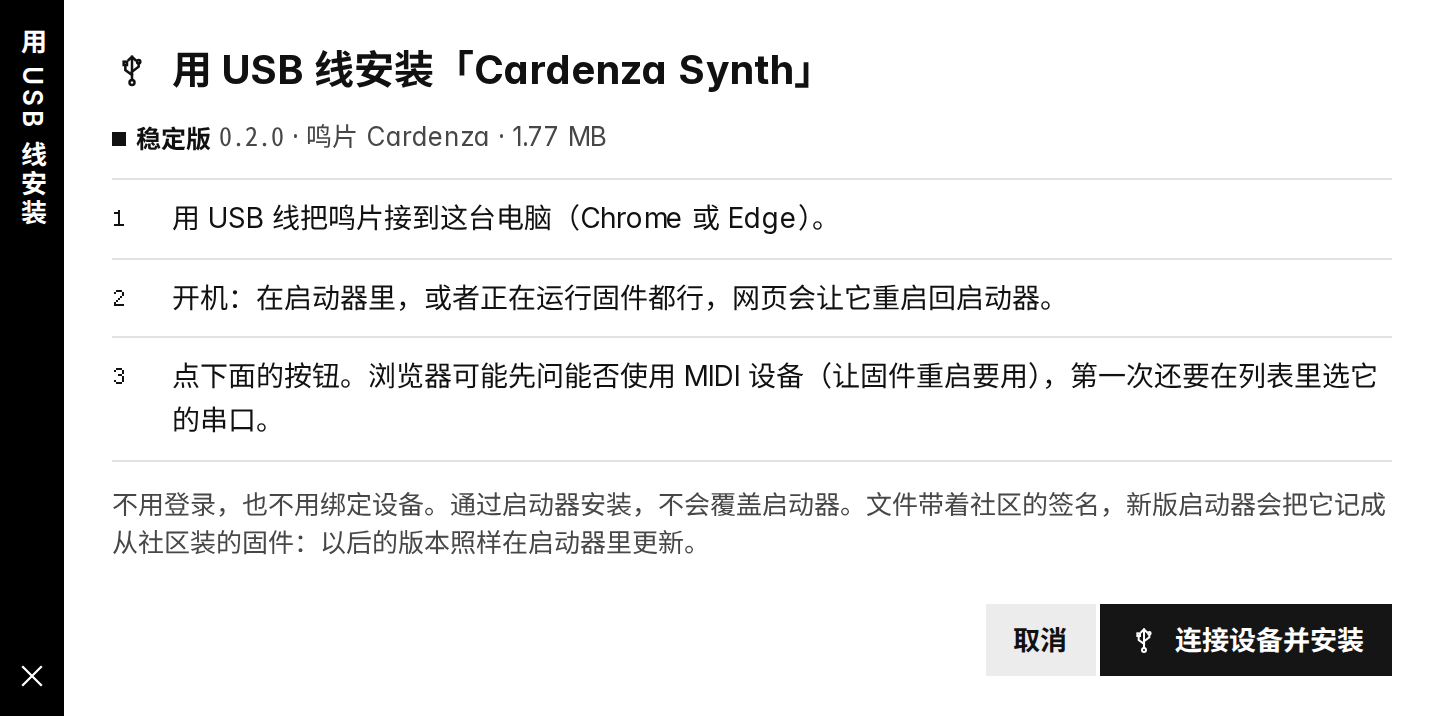 用 USB 线安装
用 USB 线安装「Cardenza Synth」
稳定版 0.2.0 · 鸣片 Cardenza · 1.77 MB
1 用 USB 线把鸣片接到这台电脑（Chrome 或 Edge）。
2 开机：在启动器里，或者正在运行固件都行，网页会让它重启回启动器。
3 点下面的按钮。浏览器可能先问能否使用 MIDI 设备（让固件重启要用），第一次还要在列表里选它
的串口。
不用登录，也不用绑定设备。通过启动器安装，不会覆盖启动器。文件带着社区的签名，新版启动器会把它记成
从社区装的固件：以后的版本照样在启动器里更新。
取消
连接设备并安装